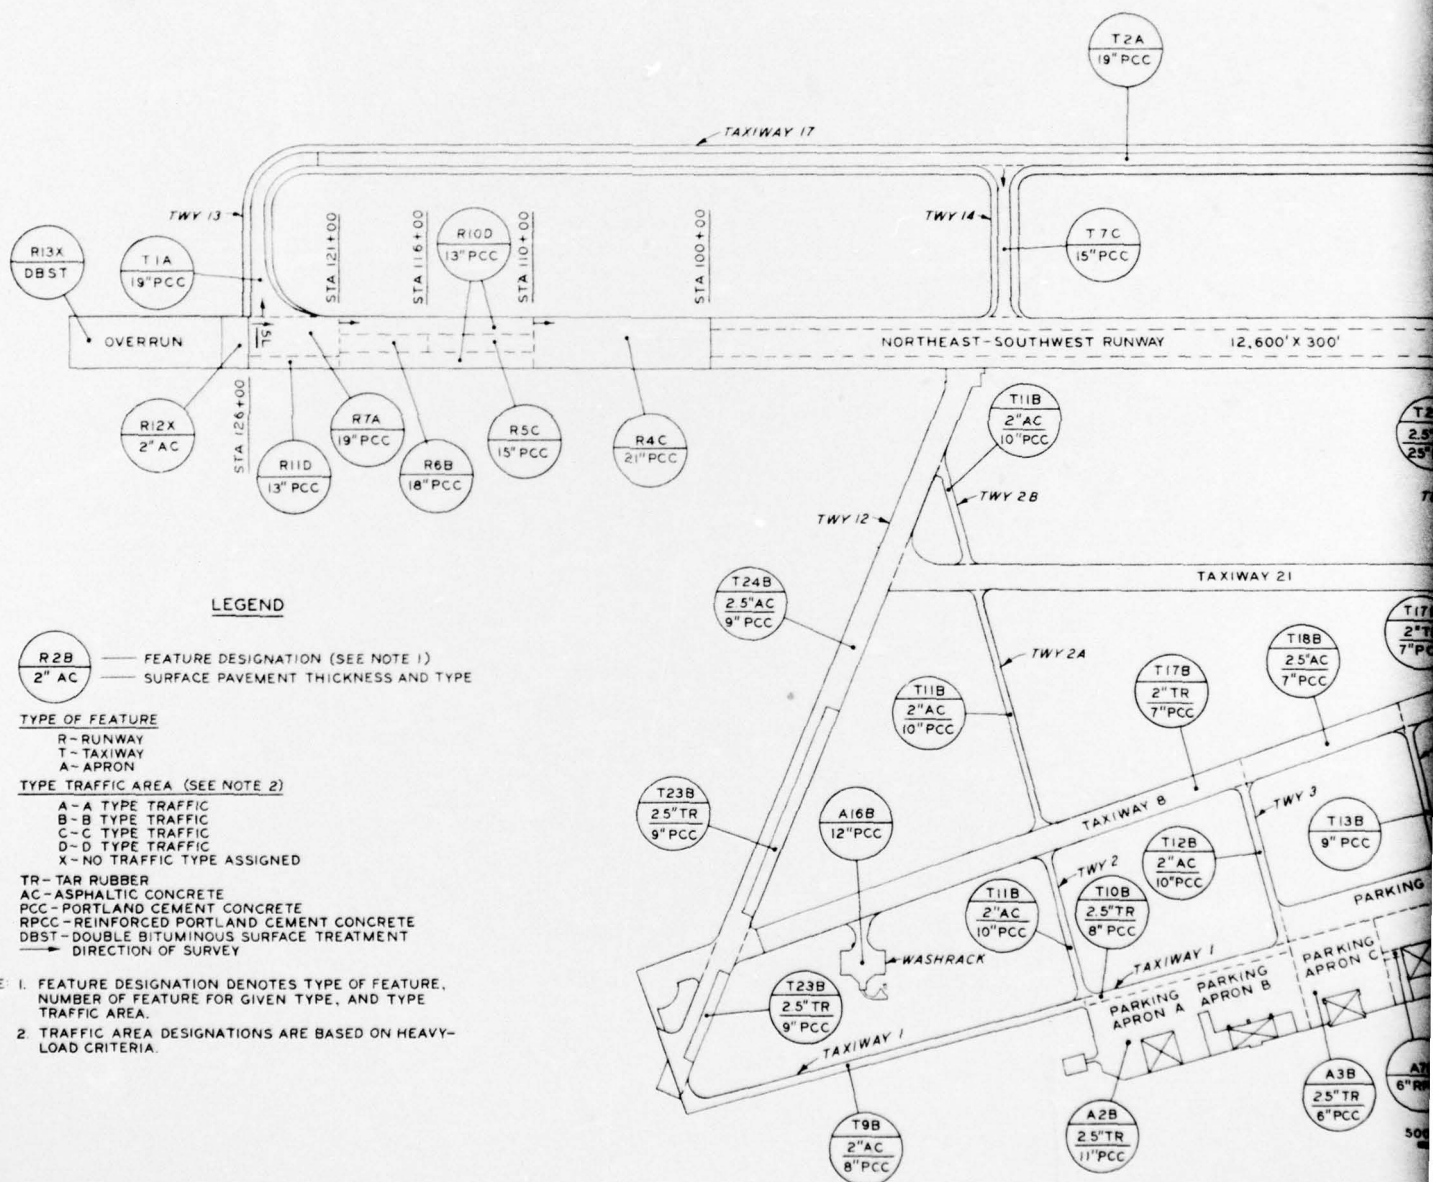 T2A
19" PCC
TAXIWAY 17
TWY 13
R13X
DBST
T1A
19" PCC
STA 121+00
STA 116+00
R10D
13" PCC
STA 110+00
STA 100+00
TWY 14
T7C
15" PCC
OVERRUN
75
NORTHEAST-SOUTHWEST RUNWAY 12,600' X 300'
R12X
2" AC
STA 126+00
R11D
13" PCC
R7A
19" PCC
R6B
18" PCC
R5C
15" PCC
R4C
21" PCC
T11B
2" AC
10" PCC
TWY 2B
TWY 12
TAXIWAY 21
T24B
2.5" AC
9" PCC
TWY 2A
T11B
2" AC
10" PCC
T17B
2" TR
7" PCC
T18B
2.5" AC
7" PCC
LEGEND
R2B
2" AC
FEATURE DESIGNATION (SEE NOTE 1)
SURFACE PAVEMENT THICKNESS AND TYPE
TYPE OF FEATURE
R-RUNWAY
T-TAXIWAY
A-APRON
TYPE TRAFFIC AREA (SEE NOTE 2)
A-A TYPE TRAFFIC
B-B TYPE TRAFFIC
C-C TYPE TRAFFIC
D-D TYPE TRAFFIC
X-NO TRAFFIC TYPE ASSIGNED
TR-TAR RUBBER
AC-ASPHALTIC CONCRETE
PCC-PORTLAND CEMENT CONCRETE
RPCC-REINFORCED PORTLAND CEMENT CONCRETE
DBST-DOUBLE BITUMINOUS SURFACE TREATMENT
DIRECTION OF SURVEY
1. FEATURE DESIGNATION DENOTES TYPE OF FEATURE,
NUMBER OF FEATURE FOR GIVEN TYPE, AND TYPE
TRAFFIC AREA.
2. TRAFFIC AREA DESIGNATIONS ARE BASED ON HEAVY-
LOAD CRITERIA.
T23B
2.5" TR
9" PCC
A16B
12" PCC
TAXIWAY 8
TWY 3
T13B
9" PCC
T12B
2" AC
10" PCC
TWY 2
T11B
2" AC
10" PCC
T10B
2.5" TR
8" PCC
PARKING
WASHRACK
TAXIWAY 1
PARKING
APRON A
PARKING
APRON B
PARKING
APRON C
T23B
2.5" TR
9" PCC
TAXIWAY 1
T9B
2" AC
8" PCC
A2B
2.5" TR
11" PCC
A3B
2.5" TR
6" PCC